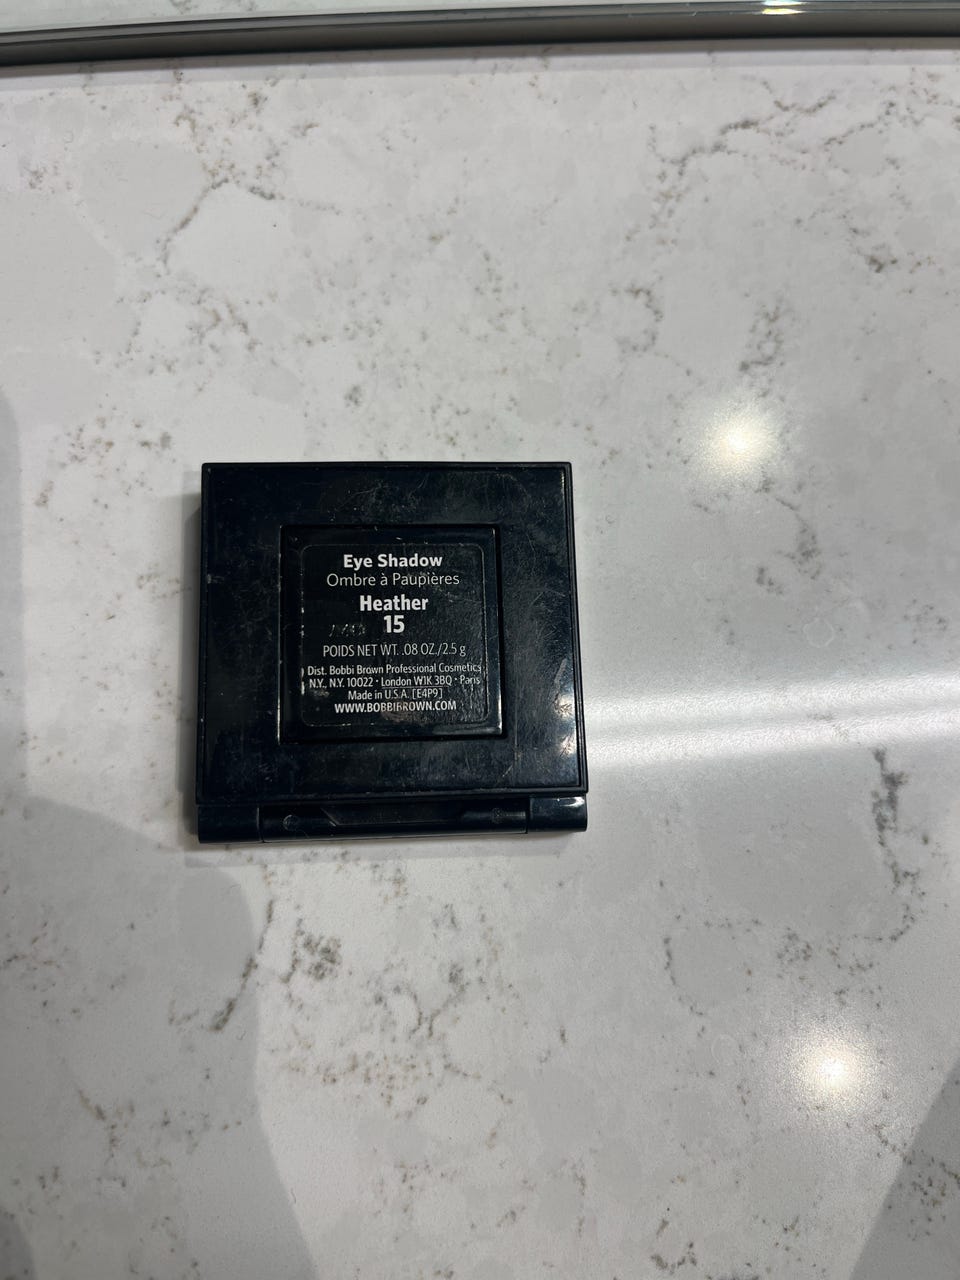 Eye Shadow
Ombre à Paupières
Heather
15
POIDS NET WT. .08 OZ./2.5 g
Dist. Bobbi Brown Professional Cosmetics
N.Y., N.Y. 10022 • London W1K 3BQ • Paris
Made in U.S.A. [E4P9]
WWW.BOBBIBROWN.COM